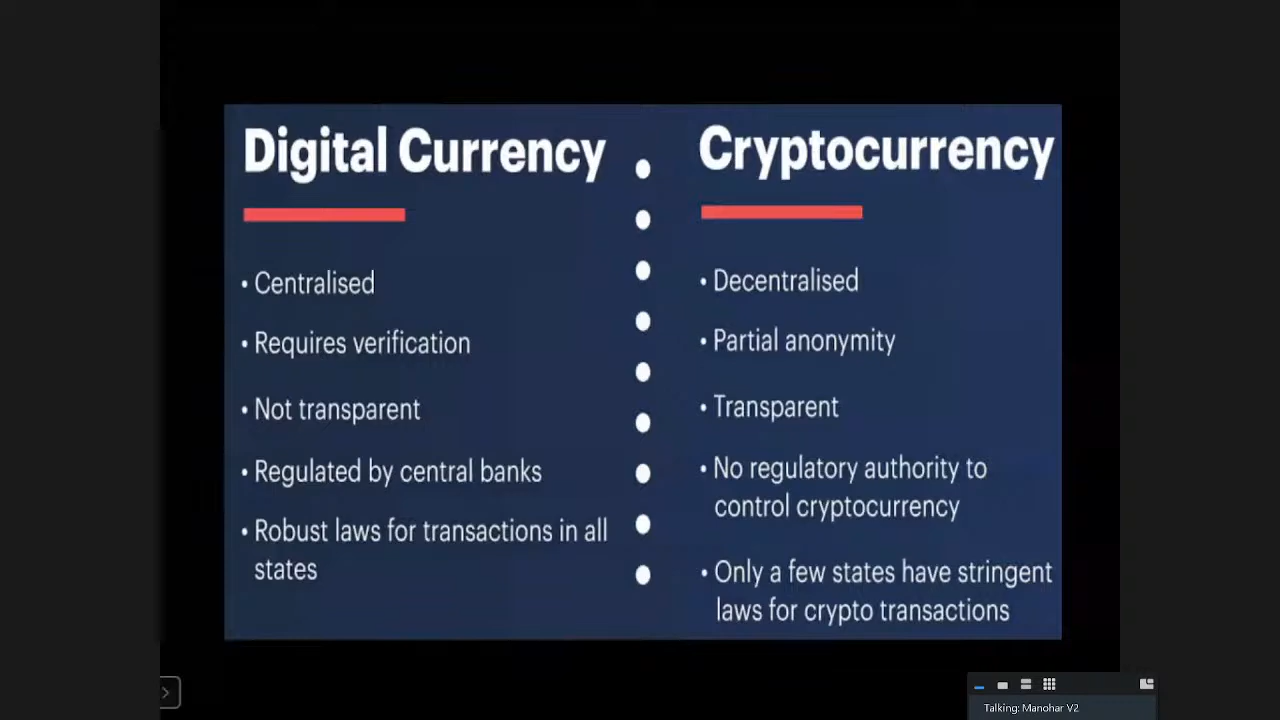 Digital Currency
• Centralised
• Requires verification
• Not transparent
• Regulated by central banks
• Robust laws for transactions in all
states
Cryptocurrency
• Decentralised
• Partial anonymity
• Transparent
• No regulatory authority to
control cryptocurrency
• Only a few states have stringent
laws for crypto transactions
Talking: Manohar V2